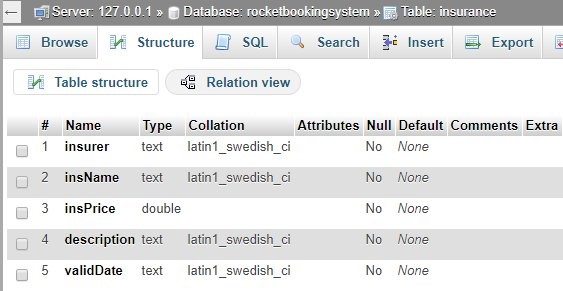 Server: 127.0.0.1 » Database: rocketbookingsystem » Table: insurance
Browse Structure SQL Search Insert Export
Table structure Relation view
# Name Type Collation Attributes Null Default Comments Extra
1 insurer text latin1_swedish_ci No None
2 insName text latin1_swedish_ci No None
3 insPrice double No None
4 description text latin1_swedish_ci No None
5 validDate text latin1_swedish_ci No None